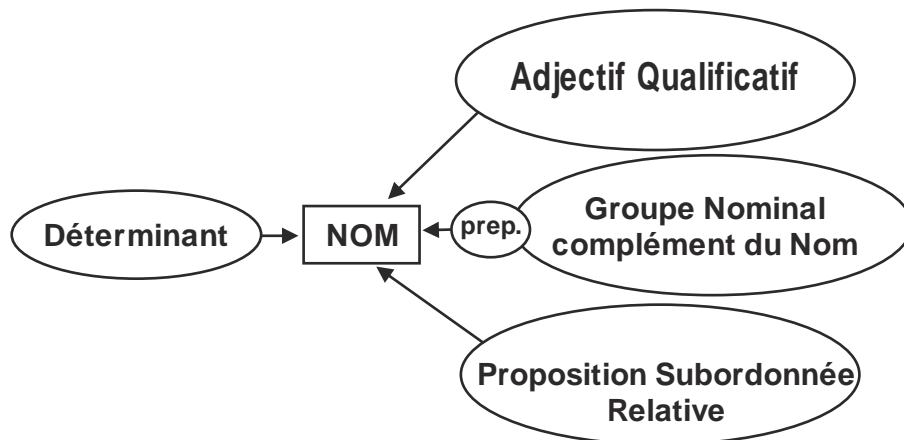 Adjectif Qualificatif
Déterminant
NOM
prep.
Groupe Nominal
complément du Nom
Proposition Subordonnée
Relative